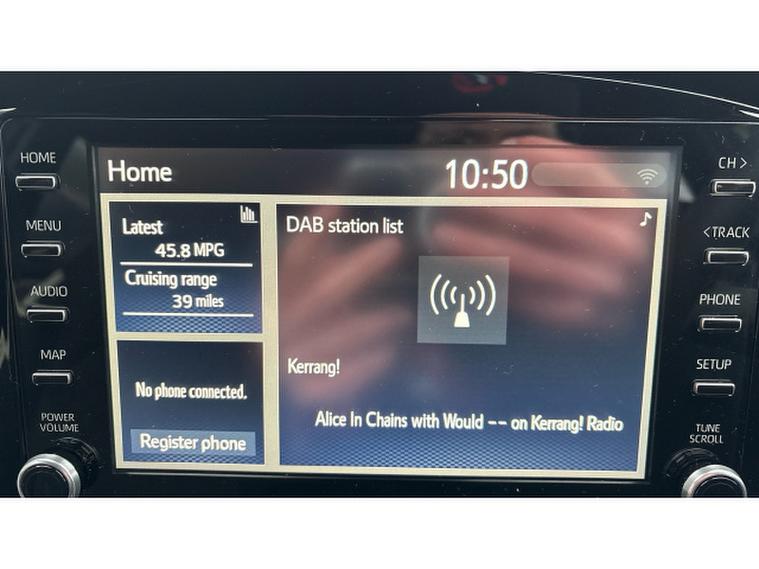 HOME
MENU
AUDIO
MAP
POWER
VOLUME
Home
10:50
Latest
45.8 MPG
Cruising range
39 miles
No phone connected.
Register phone
DAB station list
Kerrang!
Alice In Chains with Would -- on Kerrang! Radio
CH >
< TRACK
PHONE
SETUP
TUNE
SCROLL